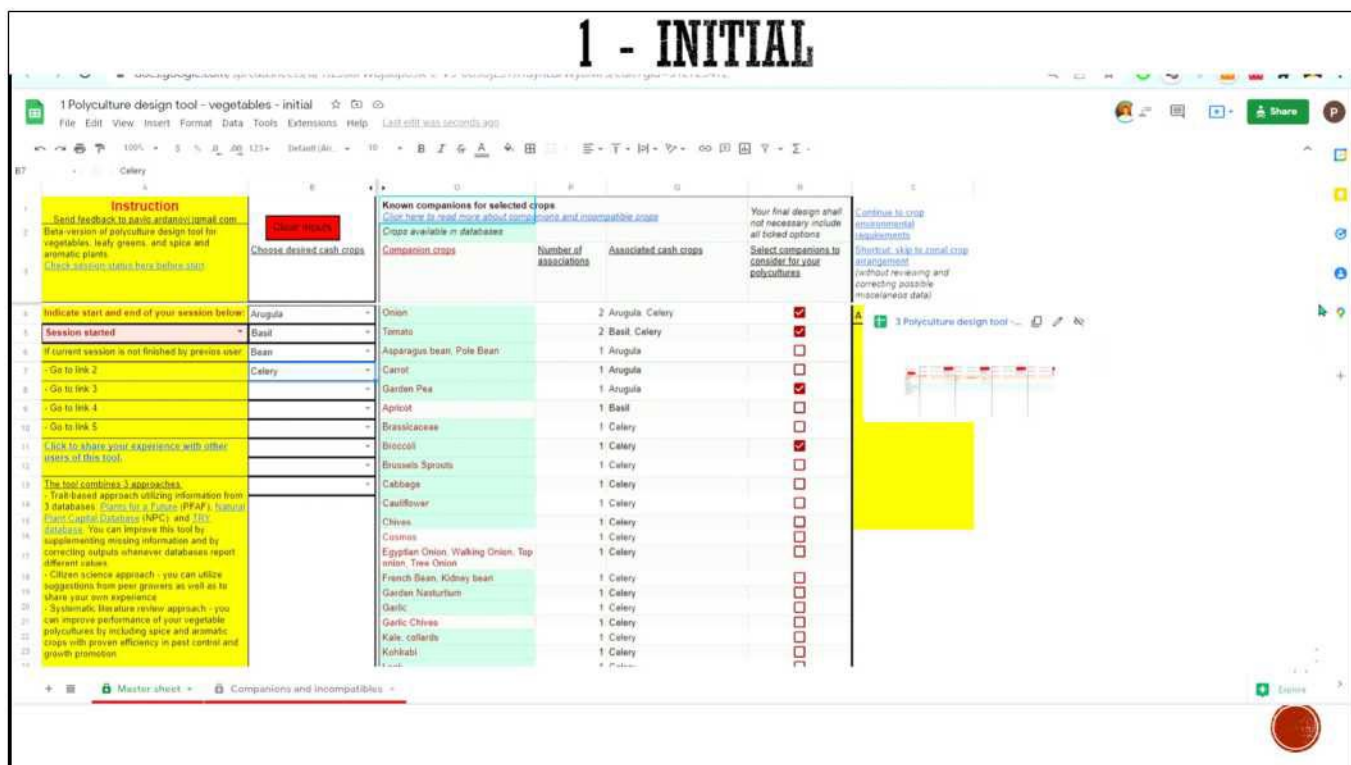 1 - INITIAL
1 Polyculture design tool - vegetables - initial
File Edit View Insert Format Data Tools Extensions Help Last edit was seconds ago
Share
P
100% $ % .0 .00 123 Default (Ari... 10 B I S A
B7 Celery
Instruction
Send feedback to
Beta-version of polyculture design tool for
vegetables, leafy greens, and spice and
aromatic plants
Check session status here before start
Clear inputs
Choose desired cash crops
Known companions for selected crops
Click here to read more about companions and incompatible crops
Crops available in databases
Companion crops
Number of
associations
Associated cash crops
Your final design shall
not necessary include
all ticked options
Select companions to
consider for your
polycultures
Continue to crop
environmental
requirements
Shortcut: skip to zonal crop
arrangement
(without reviewing and
correcting possible
miscelaneos data)
Indicate start and end of your session below: Arugula Onion 2 Arugula, Celery A
Session started Basil Tomato 2 Basil, Celery
If current session is not finished by previos user: Bean Asparagus bean, Pole Bean 1 Arugula
- Go to link 2 Celery Carrot 1 Arugula
- Go to link 3 Garden Pea 1 Arugula
- Go to link 4 Apricot 1 Basil
- Go to link 5 Brassicaceae 1 Celery
Click to share your experience with other
users of this tool.
Broccoli 1 Celery
Brussels Sprouts 1 Celery
Cabbage 1 Celery
Cauliflower 1 Celery
Chives 1 Celery
Cosmos 1 Celery
Egyptian Onion, Walking Onion, Top
onion, Tree Onion 1 Celery
French Bean, Kidney bean 1 Celery
Garden Nasturtium 1 Celery
Garlic 1 Celery
Garlic Chives 1 Celery
Kale, collards 1 Celery
Kohlrabi 1 Celery
The tool combines 3 approaches:
- Trait-based approach utilizing information from
3 databases: Plants for a Future (PFAF), Natural
Plant Capital Database (NPC) and TRY
database. You can improve this tool by
supplementing missing information and by
correcting outputs whenever databases report
different values.
- Citizen science approach - you can utilize
suggestions from peer growers as well as to
share your own experience
- Systematic literature review approach - you
can improve performance of your vegetable
polycultures by including spice and aromatic
crops with proven efficiency in pest control and
growth promotion
3 Polyculture design tool -...
Master sheet Companions and incompatibles
Explore